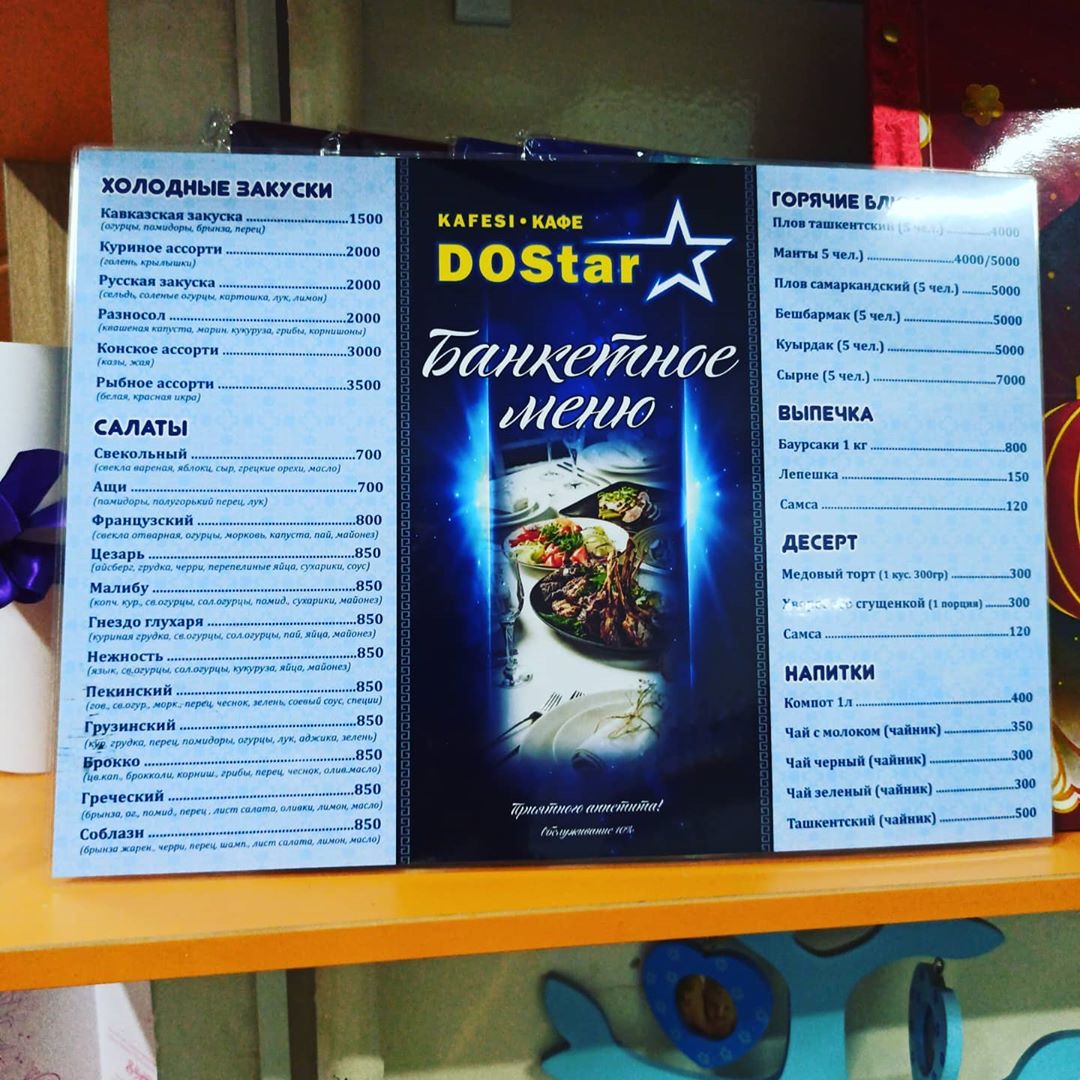 ХОЛОДНЫЕ ЗАКУСКИ
Кавказская закуска ........................1500
(огурцы, помидоры, брынза, перец)
Куриное ассорти ..............................2000
(голень, крылышки)
Русская закуска ................................2000
(сельдь, соленые огурцы, картошка, лук, лимон)
Разносол ............................................2000
(квашеная капуста, марин. кукуруза, грибы, корнишоны)
Конское ассорти ..............................3000
(казы, жая)
Рыбное ассорти ................................3500
(белая, красная икра)
САЛАТЫ
Свекольный ........................................700
(свекла вареная, яблоки, сыр, грецкие орехи, масло)
Ащи ......................................................700
(помидоры, полугорький перец, лук)
Французский ......................................800
(свекла отварная, огурцы, морковь, капуста, пай, майонез)
Цезарь ..................................................850
(айсберг, грудка, черри, перепелиные яйца, сухарики, соус)
Малибу ..................................................850
(копч. кур., св.огурцы, сол.огурцы, помид., сухарики, майонез)
Гнездо глухаря ....................................850
(куриная грудка, св.огурцы, сол.огурцы, пай, яйца, майонез)
Нежность ..............................................850
(язык, св.огурцы, сол.огурцы, кукуруза, яйца, майонез)
Пекинский ............................................850
(гов., св.огур., морк., перец, чеснок, зелень, соевый соус, специи)
Грузинский ............................................850
(кур. грудка, перец, помидоры, огурцы, лук, аджика, зелень)
Брокко ....................................................850
(цв.кап., брокколи, корниш., грибы, перец, чеснок, олив.масло)
Греческий ..............................................850
(брынза, ог., помид., перец , лист салата, оливки, лимон, масло)
Соблазн ..................................................850
(брынза жарен., черри, перец, шамп., лист салата, лимон, масло)
KAFESI • КАФЕ
DOStar
Банкетное
меню
Приятного аппетита!
Обслуживание 10%
ГОРЯЧИЕ
Плов ташкентский (5 чел.) ..............4000
Манты 5 чел.) ......................4000/5000
Плов самаркандский (5 чел.) ..........5000
Бешбармак (5 чел.) ......................5000
Куырдак (5 чел.) ............................5000
Сырне (5 чел.) ................................7000
ВЫПЕЧКА
Баурсаки 1 кг ..................................800
Лепешка ..........................................150
Самса ..............................................120
ДЕСЕРТ
Медовый торт (1 кус. 300гр) ..............300
сгущенкой (1 порция) .......300
Самса ..............................................120
НАПИТКИ
Компот 1л ........................................400
Чай с молоком (чайник) ..................350
Чай черный (чайник) ......................300
Чай зеленый (чайник) ....................300
Ташкентский (чайник) ..................500